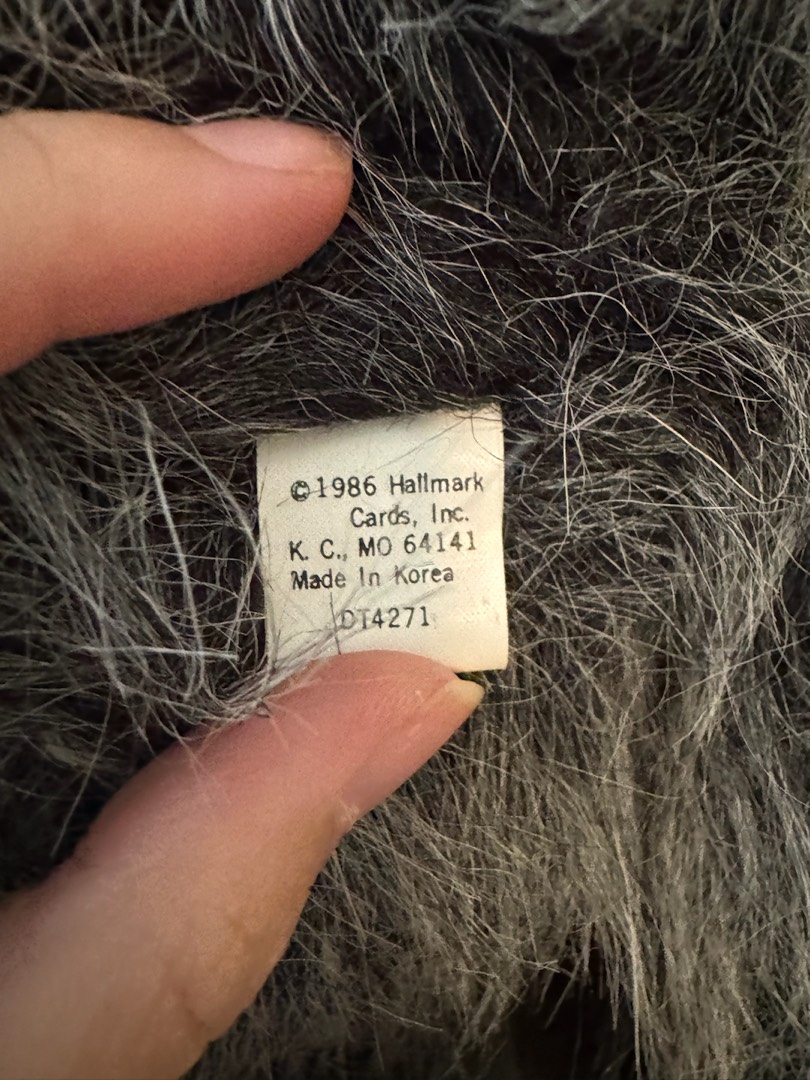 ©1986 Hallmark
Cards, Inc.
K. C., MO 64141
Made In Korea
DT4271